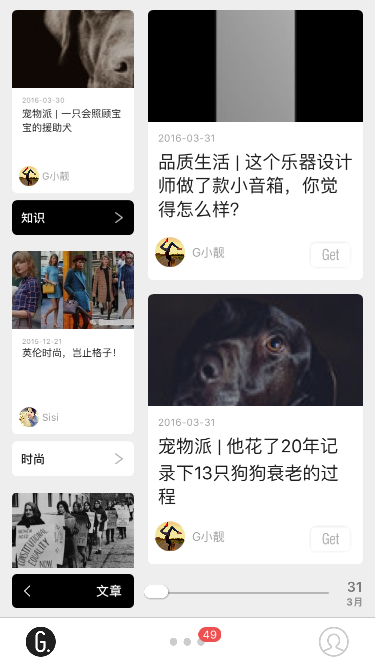 2016-03-30
宠物派 | 一只会照顾宝
宝的援助犬
G小靓
知识
2015-12-21
英伦时尚，岂止格子！
Sisi
时尚
CONSTITUTIONAL
EQUALITY
NOW
文章
2016-03-31
品质生活 | 这个乐器设计
师做了款小音箱，你觉
得怎么样?
G小靓
Get
2016-03-31
宠物派 | 他花了20年记
录下13只狗狗衰老的过
程
G小靓
Get
31
3月
G.
49